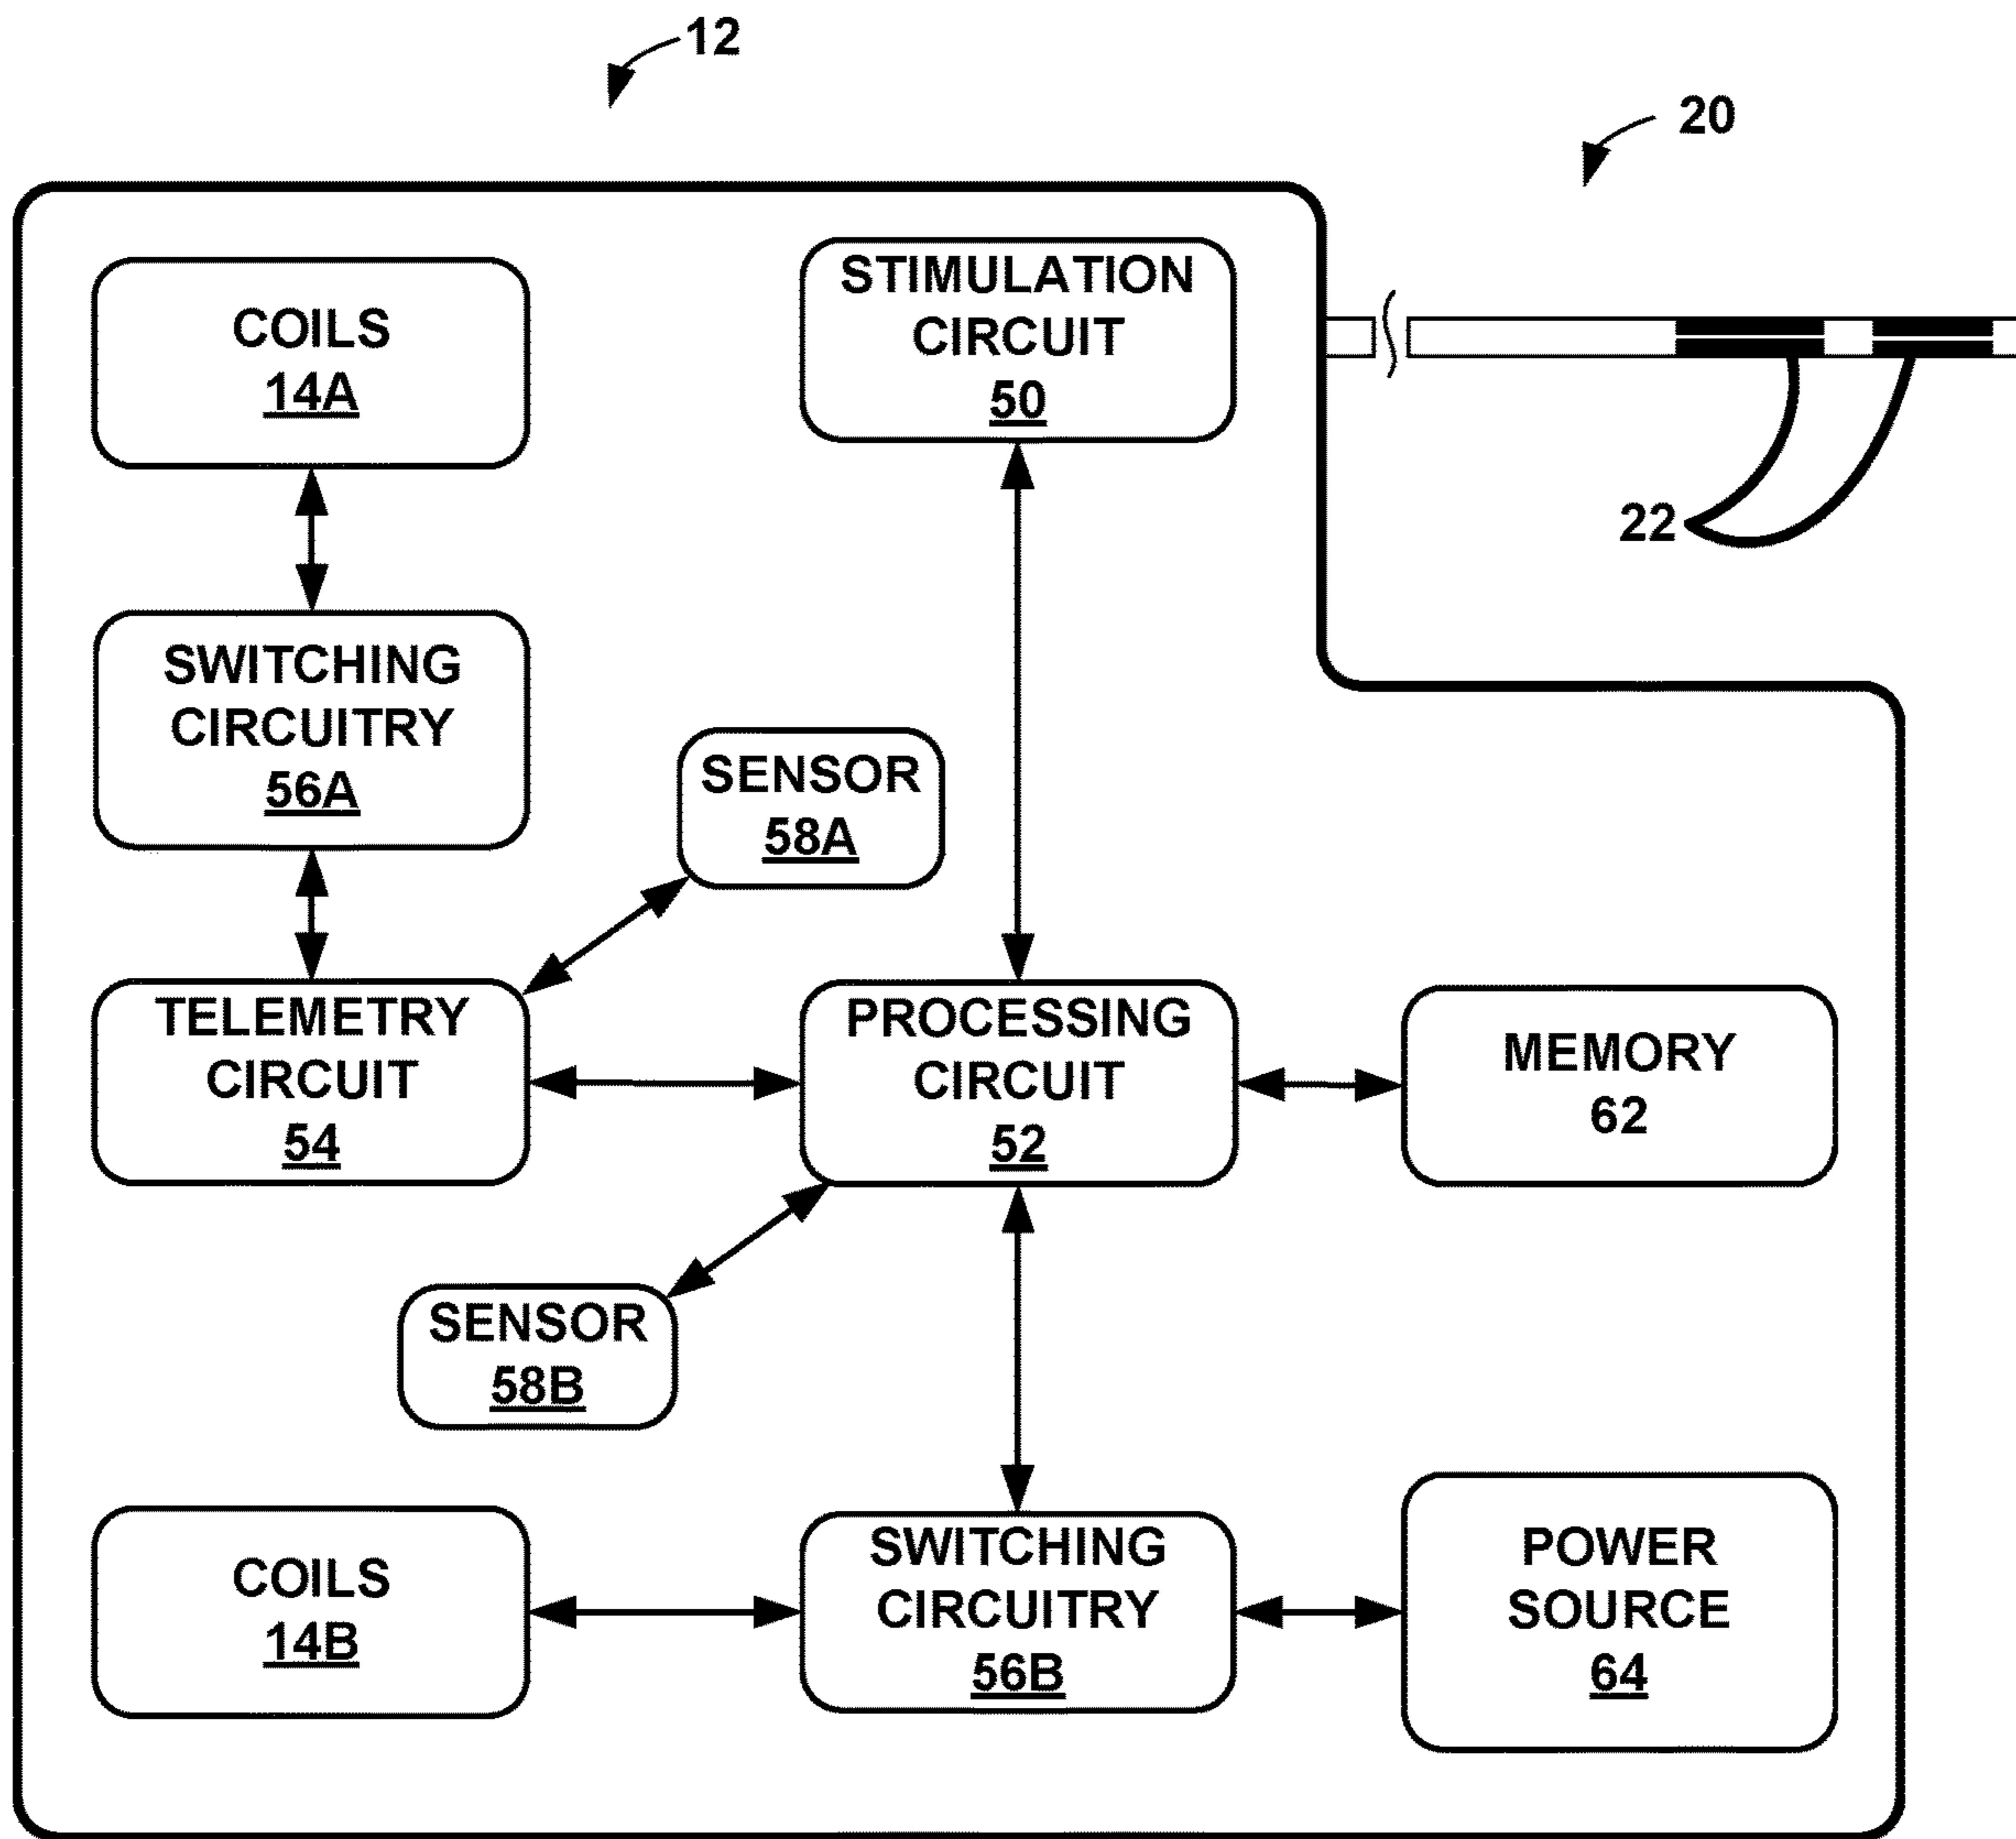 12
20
COILS
14A
STIMULATION
CIRCUIT
50
22
SWITCHING
CIRCUITRY
56A
SENSOR
58A
TELEMETRY
CIRCUIT
54
PROCESSING
CIRCUIT
52
MEMORY
62
SENSOR
58B
COILS
14B
SWITCHING
CIRCUITRY
56B
POWER
SOURCE
64